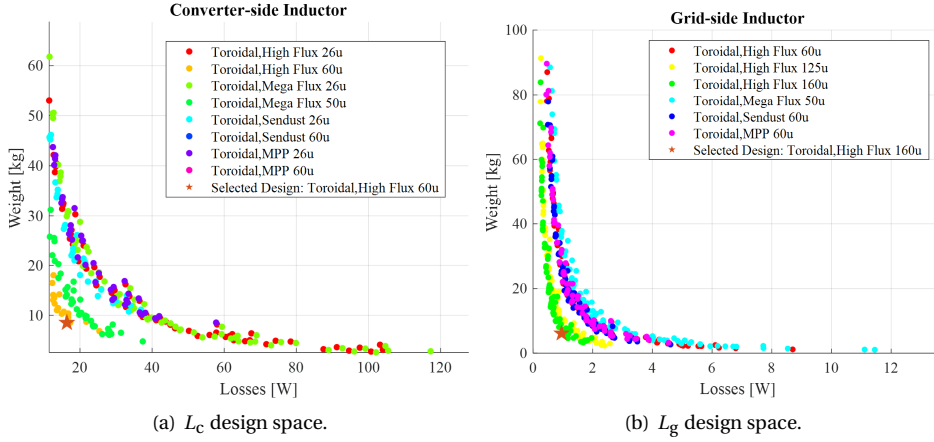 Converter-side Inductor
Weight [kg]
60
50
40
30
20
10
Toroidal,High Flux 26u
Toroidal,High Flux 60u
Toroidal,Mega Flux 26u
Toroidal,Mega Flux 50u
Toroidal,Sendust 26u
Toroidal,Sendust 60u
Toroidal,MPP 26u
Toroidal,MPP 60u
Selected Design: Toroidal,High Flux 60u
20 40 60 80 100 120
Losses [W]
(a) Lc design space.
Grid-side Inductor
Weight [kg]
100
80
60
40
20
0
Toroidal,High Flux 60u
Toroidal,High Flux 125u
Toroidal,High Flux 160u
Toroidal,Mega Flux 50u
Toroidal,Sendust 60u
Toroidal,MPP 60u
Selected Design: Toroidal,High Flux 160u
0 2 4 6 8 10 12
Losses [W]
(b) Lg design space.